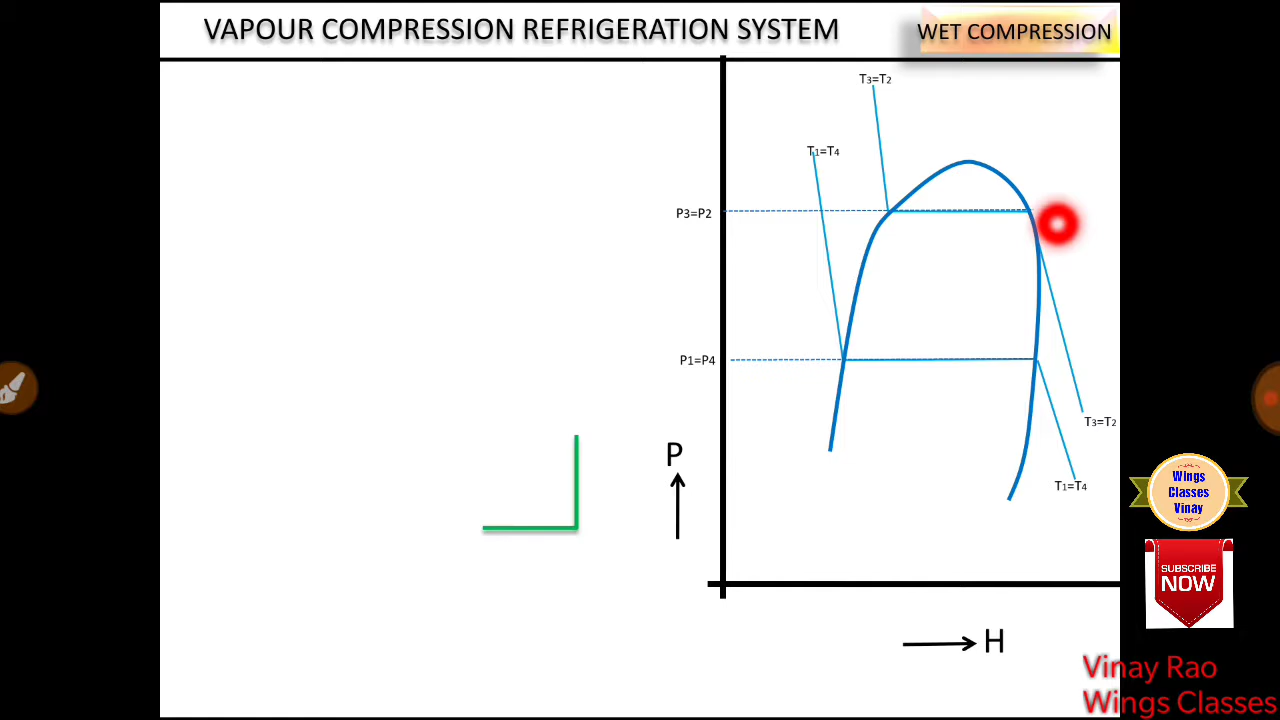 VAPOUR COMPRESSION REFRIGERATION SYSTEM
WET COMPRESSION
T3=T2
T1=T4
P3=P2
P1=P4
T3=T2
T1=T4
P
H
Wings
Classes
Vinay
SUBSCRIBE
NOW
Vinay Rao
Wings Classes